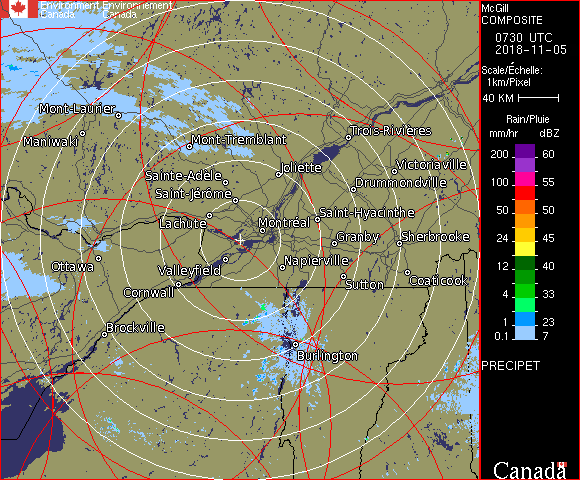 Environment Environnement
Canada Canada
McGill
COMPOSITE
0730 UTC
2018-11-05
Scale/Échelle:
1km/Pixel
40 KM
Rain/Pluie
mm/hr dBZ
200 60
100 55
50 50
24 45
12 40
4 33
1 23
0.1 7
PRECIPET
Canada
Mont-Laurier
Maniwaki
Mont-Tremblant
Trois-Rivières
Joliette
Victoriaville
Sainte-Adèle
Saint-Jérôme
Drummondville
Lachute
Montréal
Saint-Hyacinthe
Granby
Sherbrooke
Ottawa
Valleyfield
Napierville
Cornwall
Sutton
Coaticook
Brockville
Burlington